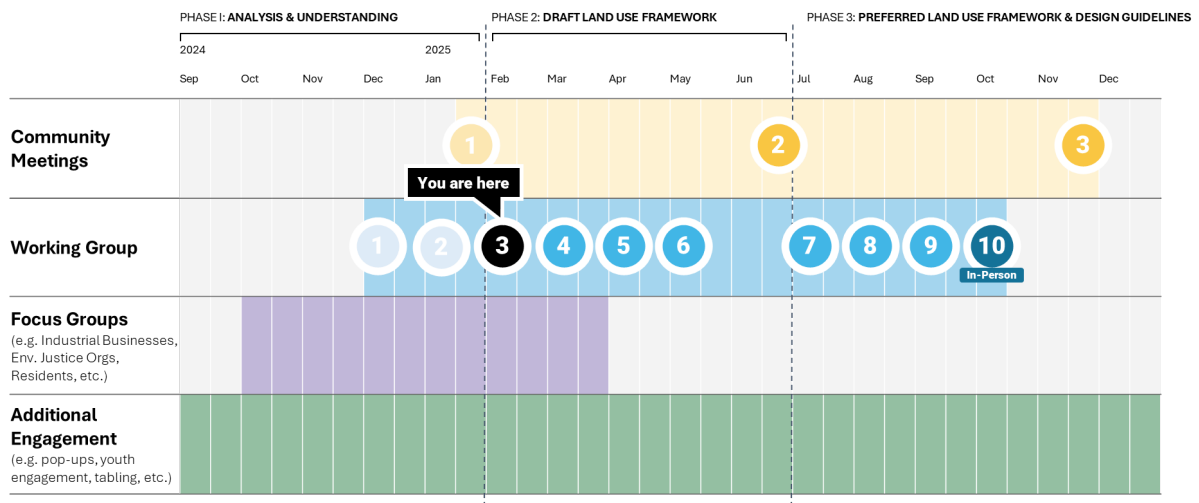 PHASE I: ANALYSIS & UNDERSTANDING
PHASE 2: DRAFT LAND USE FRAMEWORK
PHASE 3: PREFERRED LAND USE FRAMEWORK & DESIGN GUIDELINES
2024
2025
Sep
Oct
Nov
Dec
Jan
Feb
Mar
Apr
May
Jun
Jul
Aug
Sep
Oct
Nov
Dec
Community
Meetings
1
2
3
You are here
Working Group
1
2
3
4
5
6
7
8
9
10
In-Person
Focus Groups
(e.g. Industrial Businesses,
Env. Justice Orgs,
Residents, etc.)
Additional
Engagement
(e.g. pop-ups, youth
engagement, tabling, etc.)